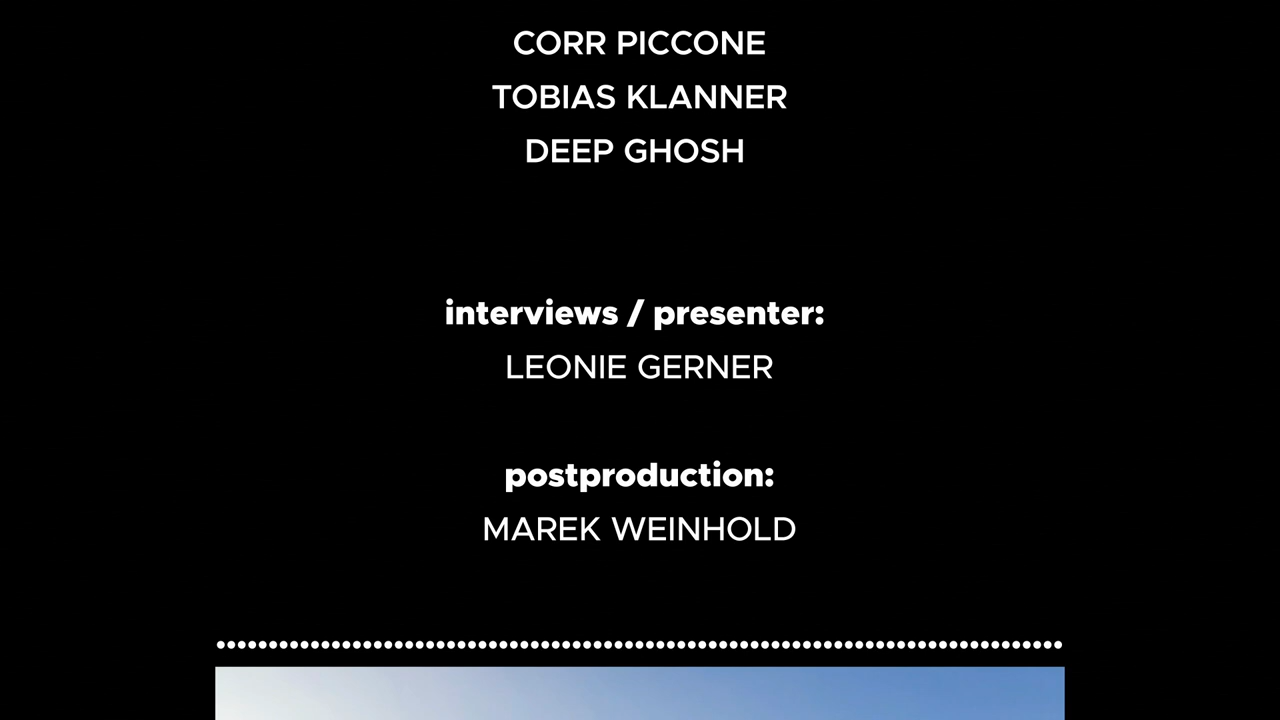 CORR PICCONE
TOBIAS KLANNER
DEEP GHOSH
interviews / presenter:
LEONIE GERNER
postproduction:
MAREK WEINHOLD